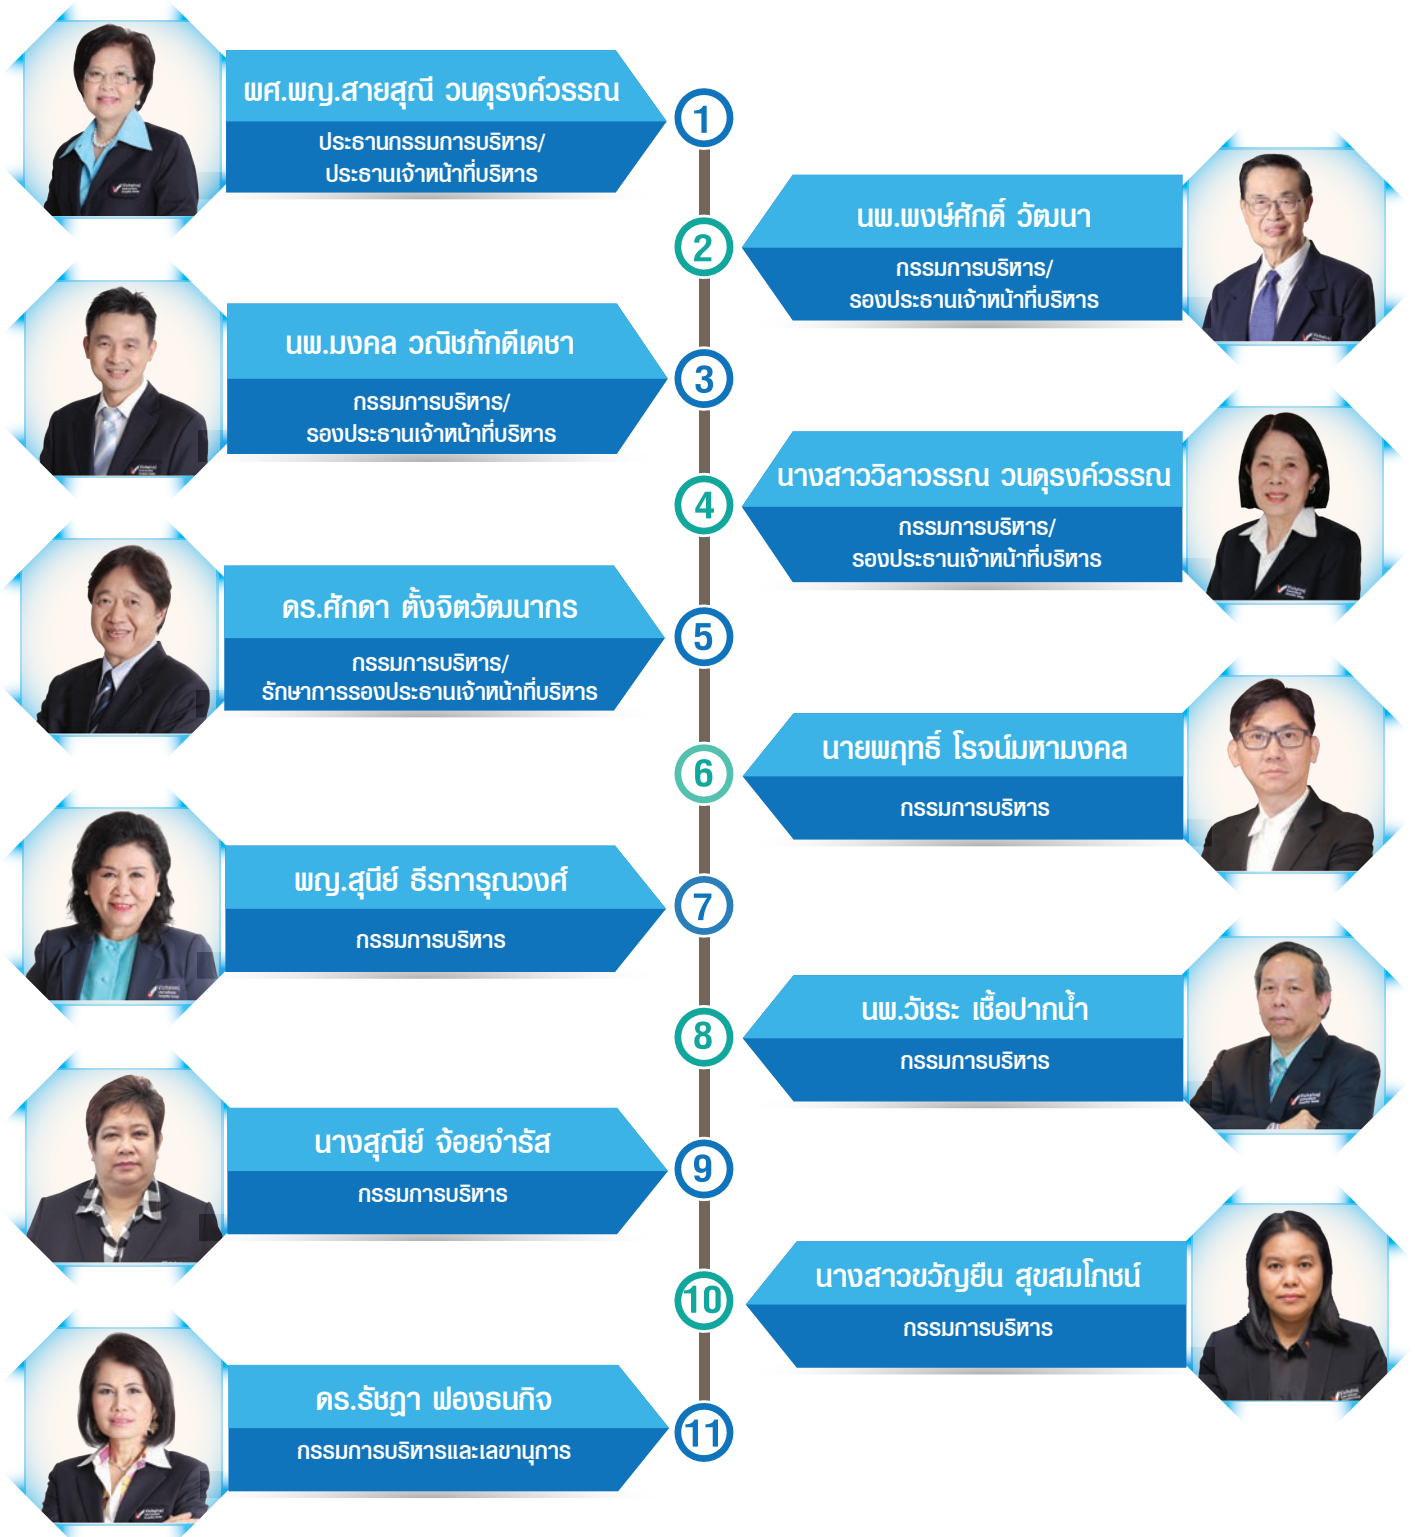 ผศ.พญ.สายสุณี วนดุรงค์วรรณ
ประธานกรรมการบริหาร/
ประธานเจ้าหน้าที่บริหาร
1
นพ.พงษ์ศักดิ์ วัฒนา
กรรมการบริหาร/
รองประธานเจ้าหน้าที่บริหาร
2
นพ.มงคล วณิชภักดีเดชา
กรรมการบริหาร/
รองประธานเจ้าหน้าที่บริหาร
3
นางสาววิลาวรรณ วนดุรงค์วรรณ
กรรมการบริหาร/
รองประธานเจ้าหน้าที่บริหาร
4
ดร.ศักดา ตั้งจิตวัฒนากร
กรรมการบริหาร/
รักษาการรองประธานเจ้าหน้าที่บริหาร
5
นายพฤทธิ์ โรจน์มหามงคล
กรรมการบริหาร
6
พญ.สุนีย์ ธีรการุณวงศ์
กรรมการบริหาร
7
นพ.วัชระ เชื้อปากน้ำ
กรรมการบริหาร
8
นางสุณีย์ จ้อยจำรัส
กรรมการบริหาร
9
นางสาวขวัญยืน สุขสมโภชน์
กรรมการบริหาร
10
ดร.รัชฎา ฟองธนกิจ
กรรมการบริหารและเลขานุการ
11